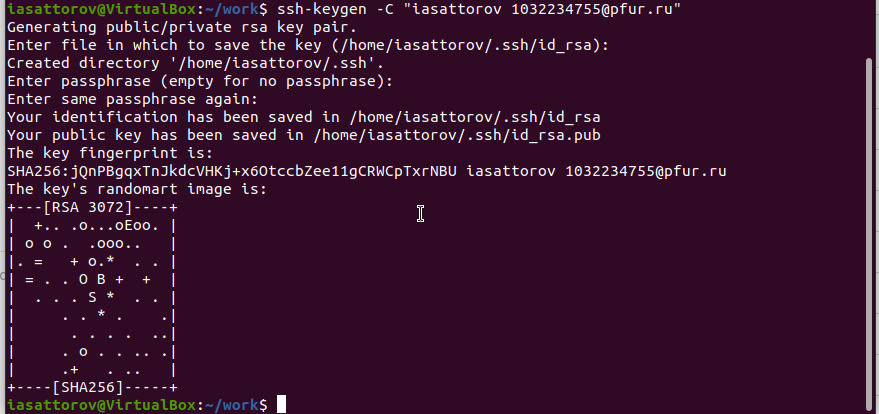 iasattorov@VirtualBox:~/work$ ssh-keygen -C "iasattorov 1032234755@pfur.ru"
Generating public/private rsa key pair.
Enter file in which to save the key (/home/iasattorov/.ssh/id_rsa):
Created directory '/home/iasattorov/.ssh'.
Enter passphrase (empty for no passphrase):
Enter same passphrase again:
Your identification has been saved in /home/iasattorov/.ssh/id_rsa
Your public key has been saved in /home/iasattorov/.ssh/id_rsa.pub
The key fingerprint is:
SHA256:jQnPBgqxTnJkdcVHKj+x6OtccbZee11gCRWCpTxrNBU iasattorov 1032234755@pfur.ru
The key's randomart image is:
+---[RSA 3072]----+
|  +.. .o...oEoo. |
| o o .  .ooo..   |
|. =   + o.*  . . |
| = . . O B +  +  |
|  . . . S * . .  |
|     . . * .    .|
|      . . . .  ..|
|     . o . . .. .|
|     .+   . ..   |
+----[SHA256]-----+
iasattorov@VirtualBox:~/work$